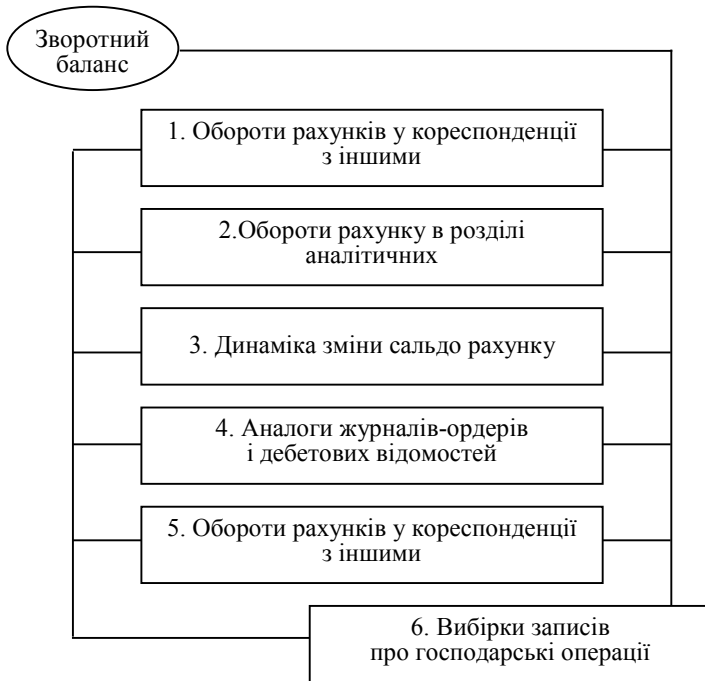 Зворотний
баланс
1. Обороти рахунків у кореспонденції
з іншими
2.Обороти рахунку в розділі
аналітичних
3. Динаміка зміни сальдо рахунку
4. Аналоги журналів-ордерів
і дебетових відомостей
5. Обороти рахунків у кореспонденції
з іншими
6. Вибірки записів
про господарські операції